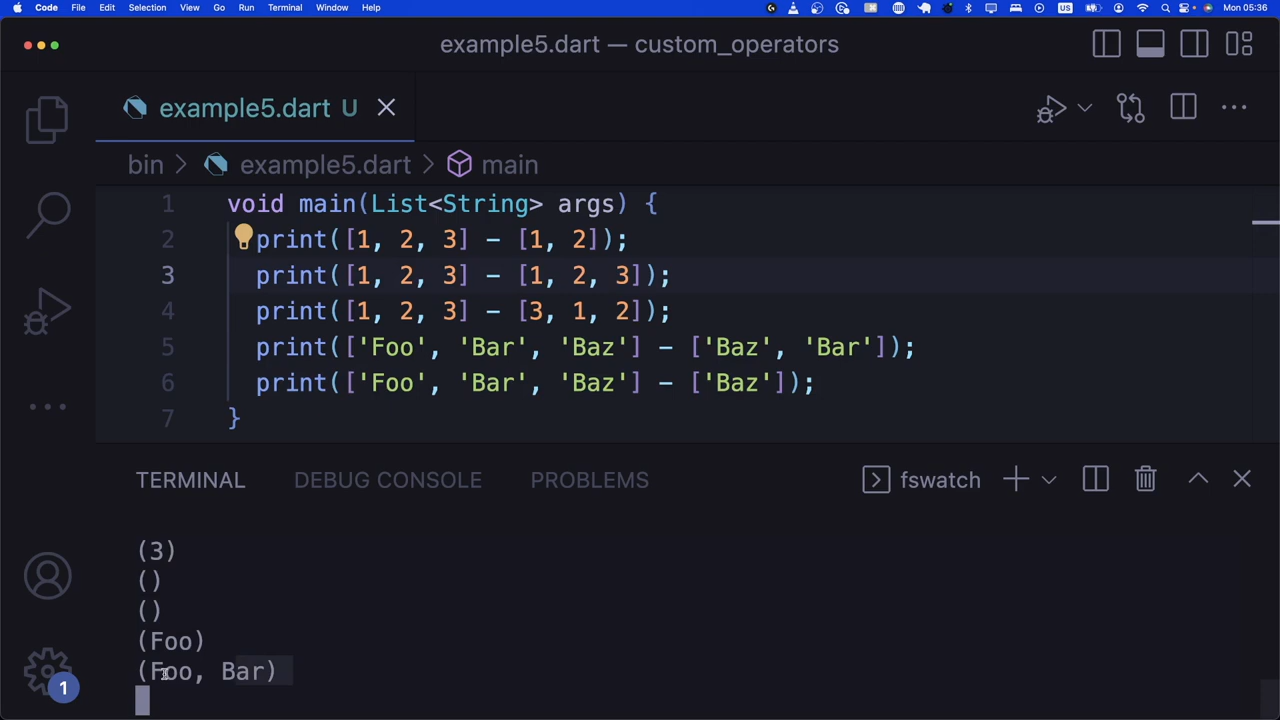 Code File Edit Selection View Go Run Terminal Window Help US Mon 05:36
example5.dart — custom_operators
example5.dart U
bin > example5.dart > main
1 void main(List<String> args) {
2 print([1, 2, 3] - [1, 2]);
3 print([1, 2, 3] - [1, 2, 3]);
4 print([1, 2, 3] - [3, 1, 2]);
5 print(['Foo', 'Bar', 'Baz'] - ['Baz', 'Bar']);
6 print(['Foo', 'Bar', 'Baz'] - ['Baz']);
7 }
TERMINAL DEBUG CONSOLE PROBLEMS fswatch
(3)
()
()
(Foo)
(Foo, Bar)
1